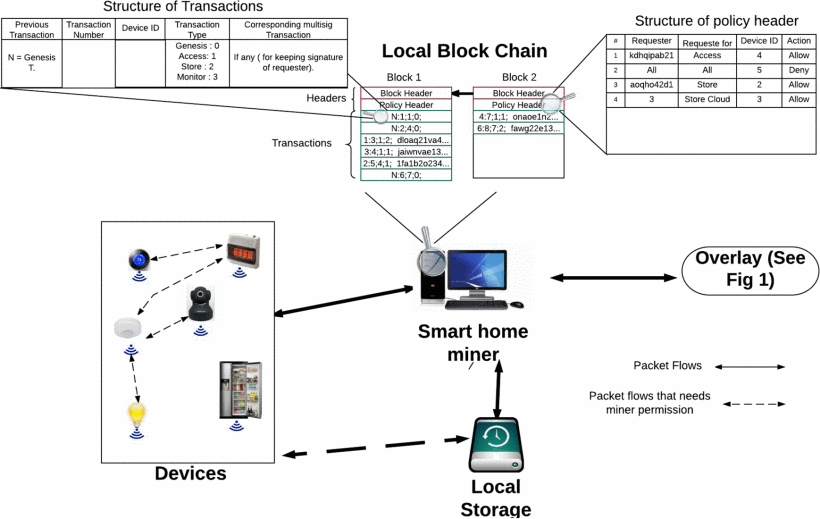 Structure of Transactions
Previous Transaction
Transaction Number
Device ID
Transaction Type
Corresponding multisig Transaction
N = Genesis T.
Genesis : 0
Access: 1
Store : 2
Monitor : 3
If any ( for keeping signature of requester).
Structure of policy header
# Requester Requeste for Device ID Action
1 kdhqipab21 Access 4 Allow
2 All All 5 Deny
3 aoqho42d1 Store 2 Allow
4 3 Store Cloud 3 Allow
Local Block Chain
Block 1
Block 2
Headers
Transactions
Block Header
Policy Header
N:1;1;0;
N:2;4;0;
1:3;1;2; dloaq21va4...
3:4;1;1; jaiwnvae13...
2:5;4;1; 1fa1b2o234...
N:6;7;0;
Block Header
Policy Header
4:7;1;1; onaoe1n2...
6:8;7;2; fawg22e13...
Smart home
miner
Overlay (See
Fig 1)
Packet Flows
Packet flows that needs
miner permission
Devices
Local
Storage